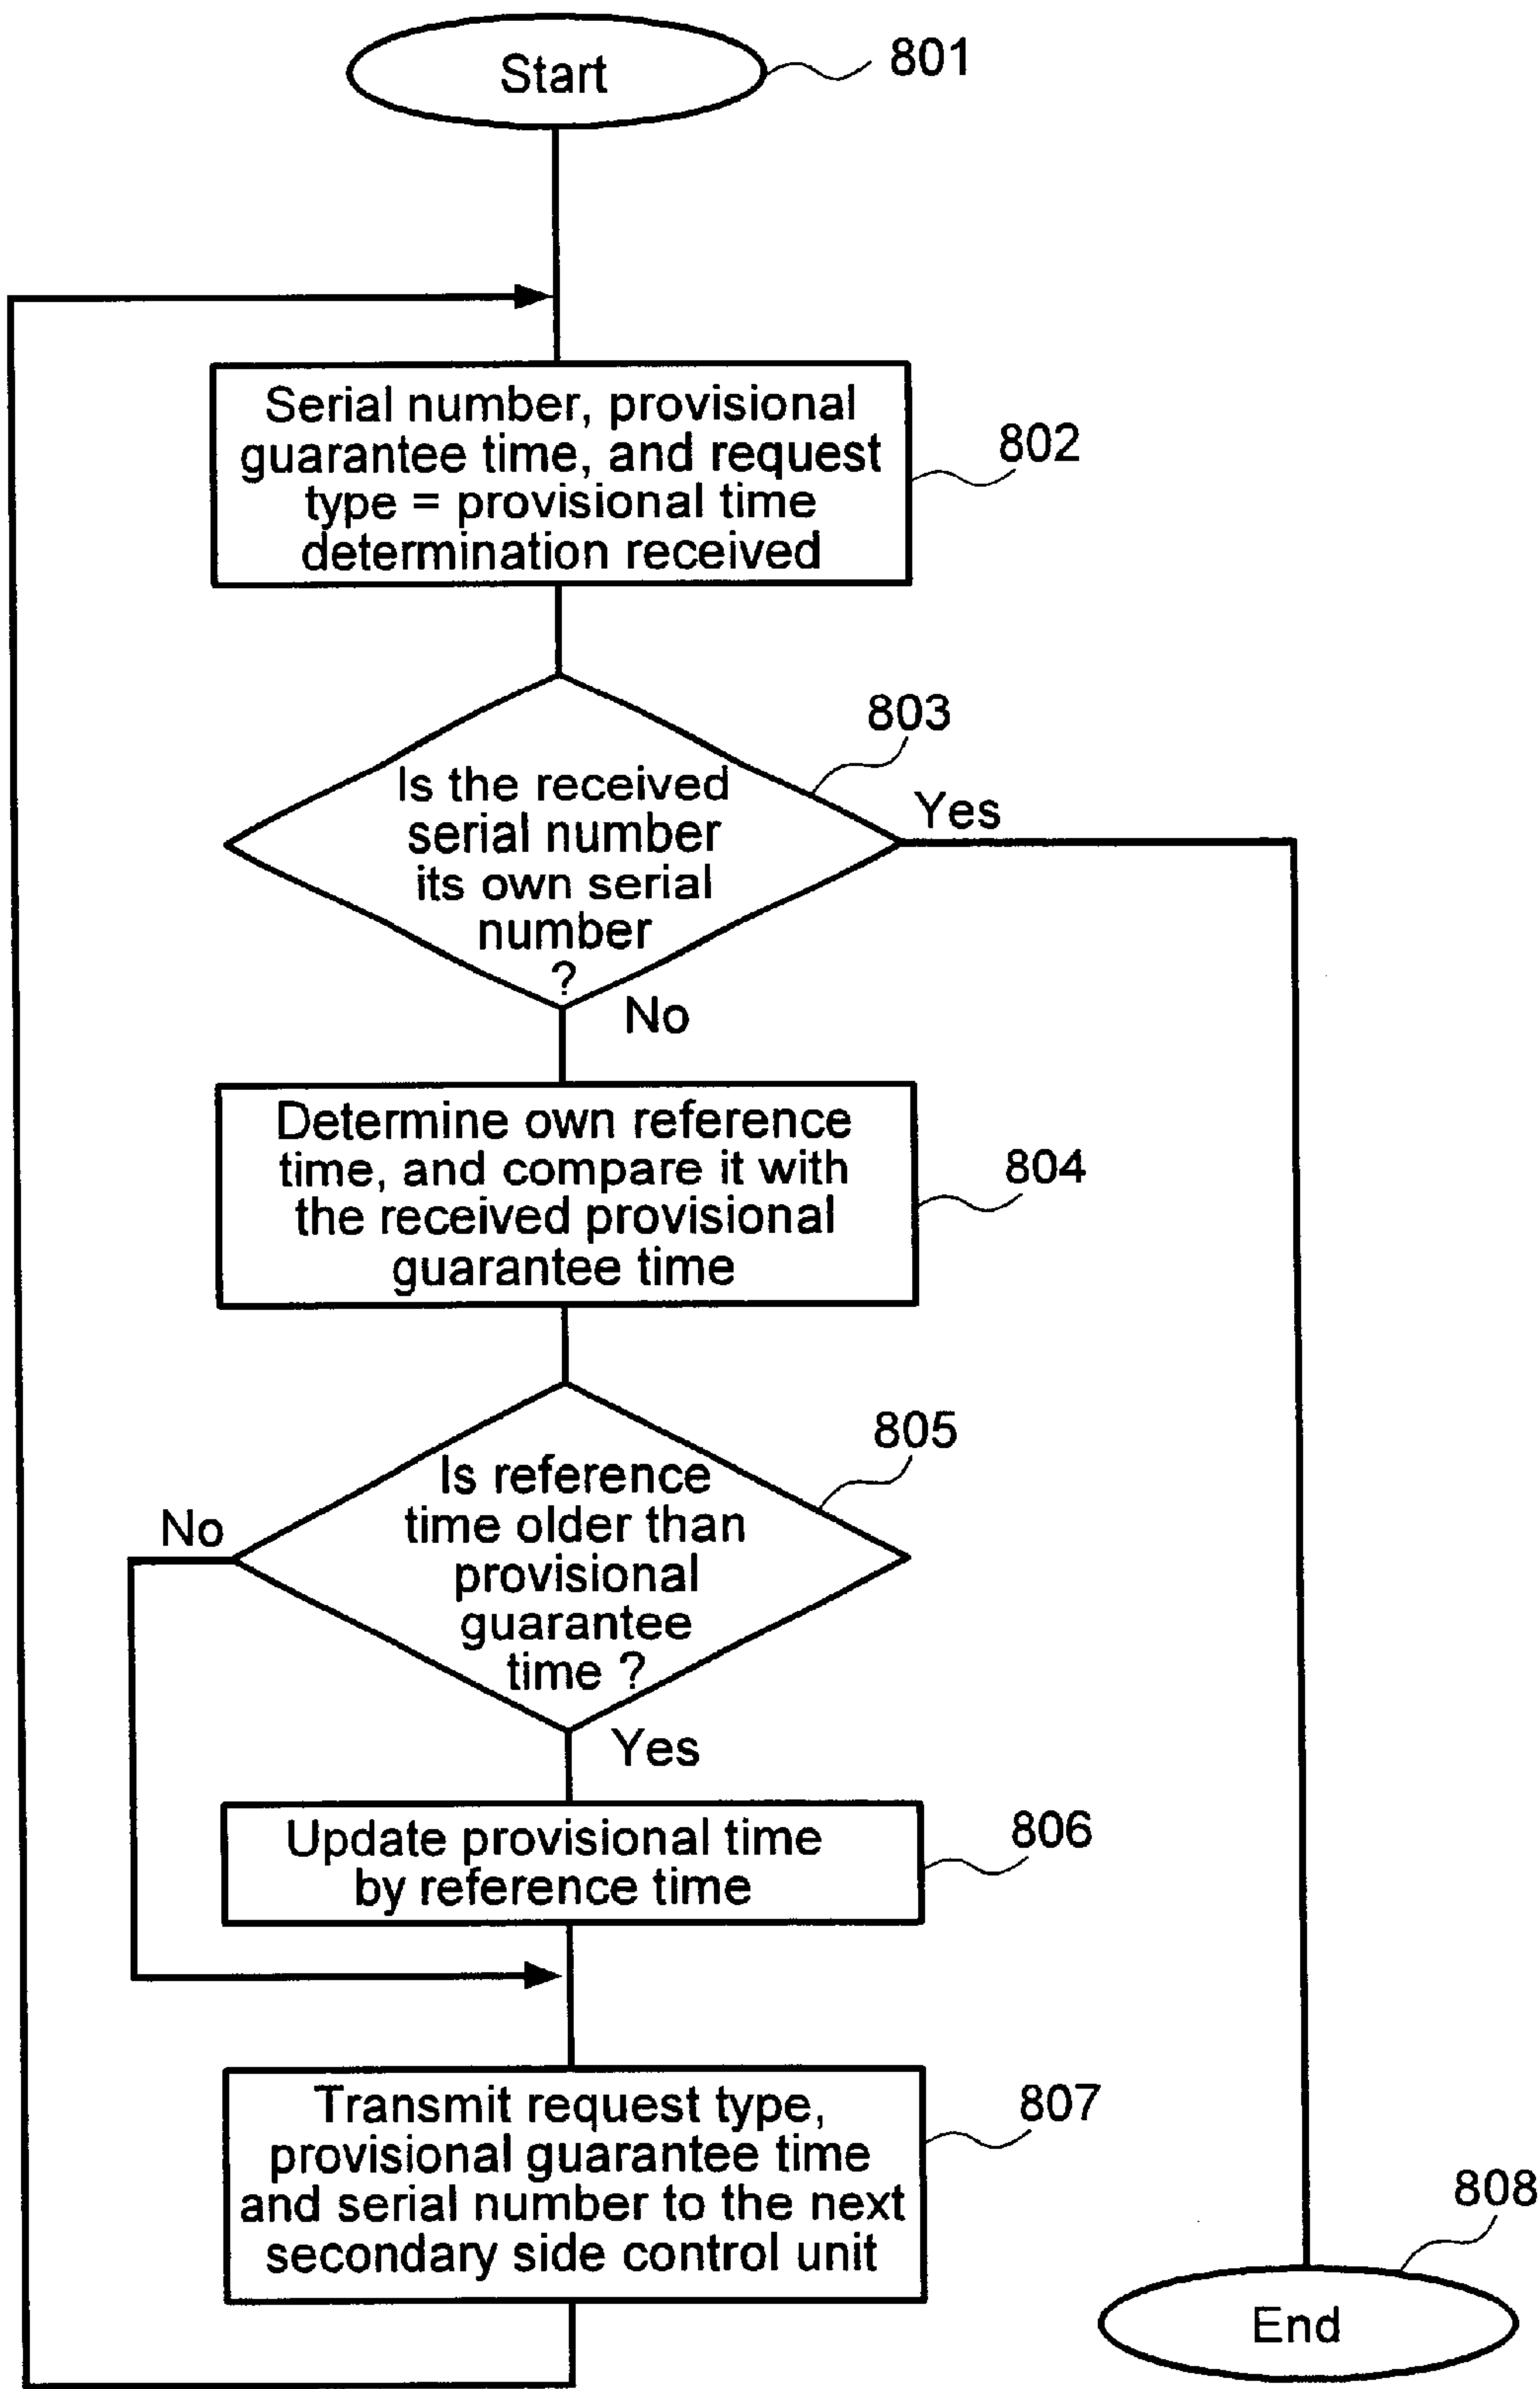 Start
801
Serial number, provisional
guarantee time, and request
type = provisional time
determination received
802
803
Is the received
serial number
its own serial
number
?
Yes
No
Determine own reference
time, and compare it with
the received provisional
guarantee time
804
805
Is reference
time older than
provisional
guarantee
time ?
No
Yes
Update provisional time
by reference time
806
Transmit request type,
provisional guarantee time
and serial number to the next
secondary side control unit
807
808
End